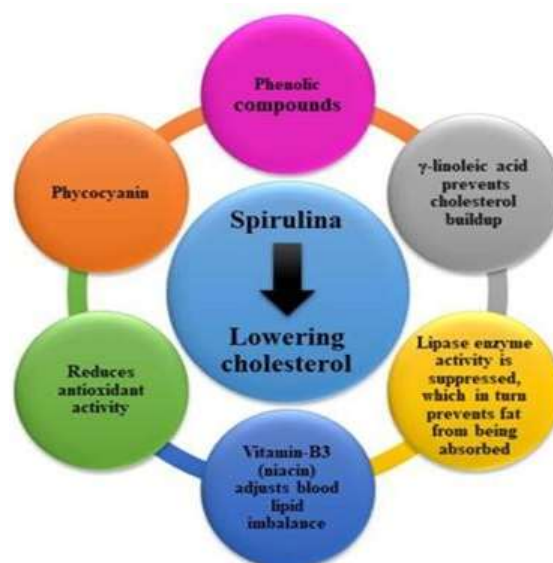 Phenolic
compounds
γ-linoleic acid
prevents
cholesterol
buildup
Lipase enzyme
activity is
suppressed,
which in turn
prevents fat
from being
absorbed
Vitamin-B3
(niacin)
adjusts blood
lipid
imbalance
Reduces
antioxidant
activity
Phycocyanin
Spirulina
Lowering
cholesterol